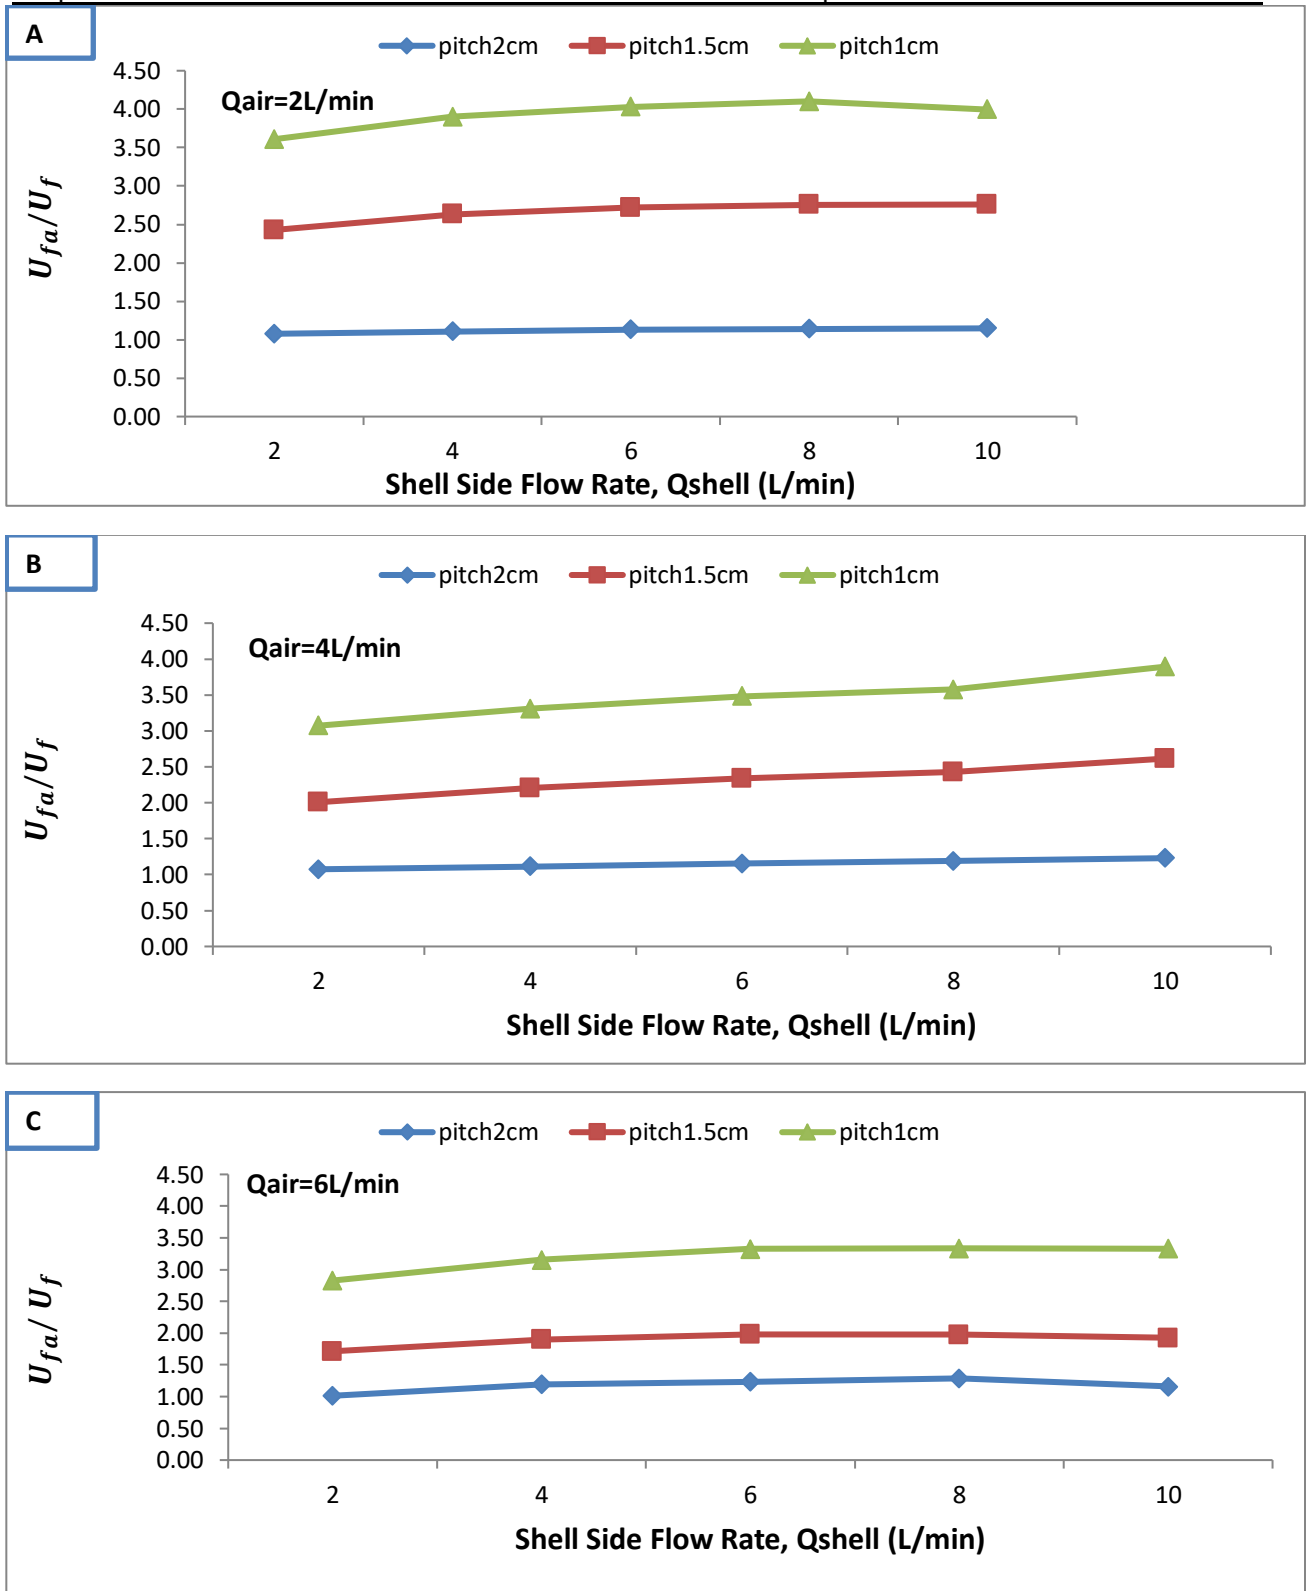 A
pitch2cm pitch1.5cm pitch1cm
Qair=2L/min
U_fa/U_f
4.50
4.00
3.50
3.00
2.50
2.00
1.50
1.00
0.50
0.00
2 4 6 8 10
Shell Side Flow Rate, Qshell (L/min)
B
pitch2cm pitch1.5cm pitch1cm
Qair=4L/min
U_fa/U_f
4.50
4.00
3.50
3.00
2.50
2.00
1.50
1.00
0.50
0.00
2 4 6 8 10
Shell Side Flow Rate, Qshell (L/min)
C
pitch2cm pitch1.5cm pitch1cm
Qair=6L/min
U_fa/ U_f
4.50
4.00
3.50
3.00
2.50
2.00
1.50
1.00
0.50
0.00
2 4 6 8 10
Shell Side Flow Rate, Qshell (L/min)